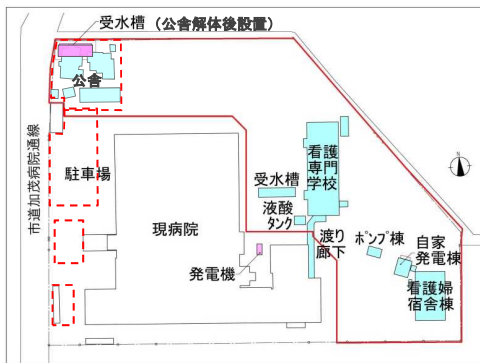 受水槽（公舎解体後設置）
公舎
市道加茂病院通線
駐車場
看護
専門
学校
受水槽
液酸
タンク
現病院
渡り
廊下
ポンプ棟
自家
発電棟
発電機
看護婦
宿舎棟
N